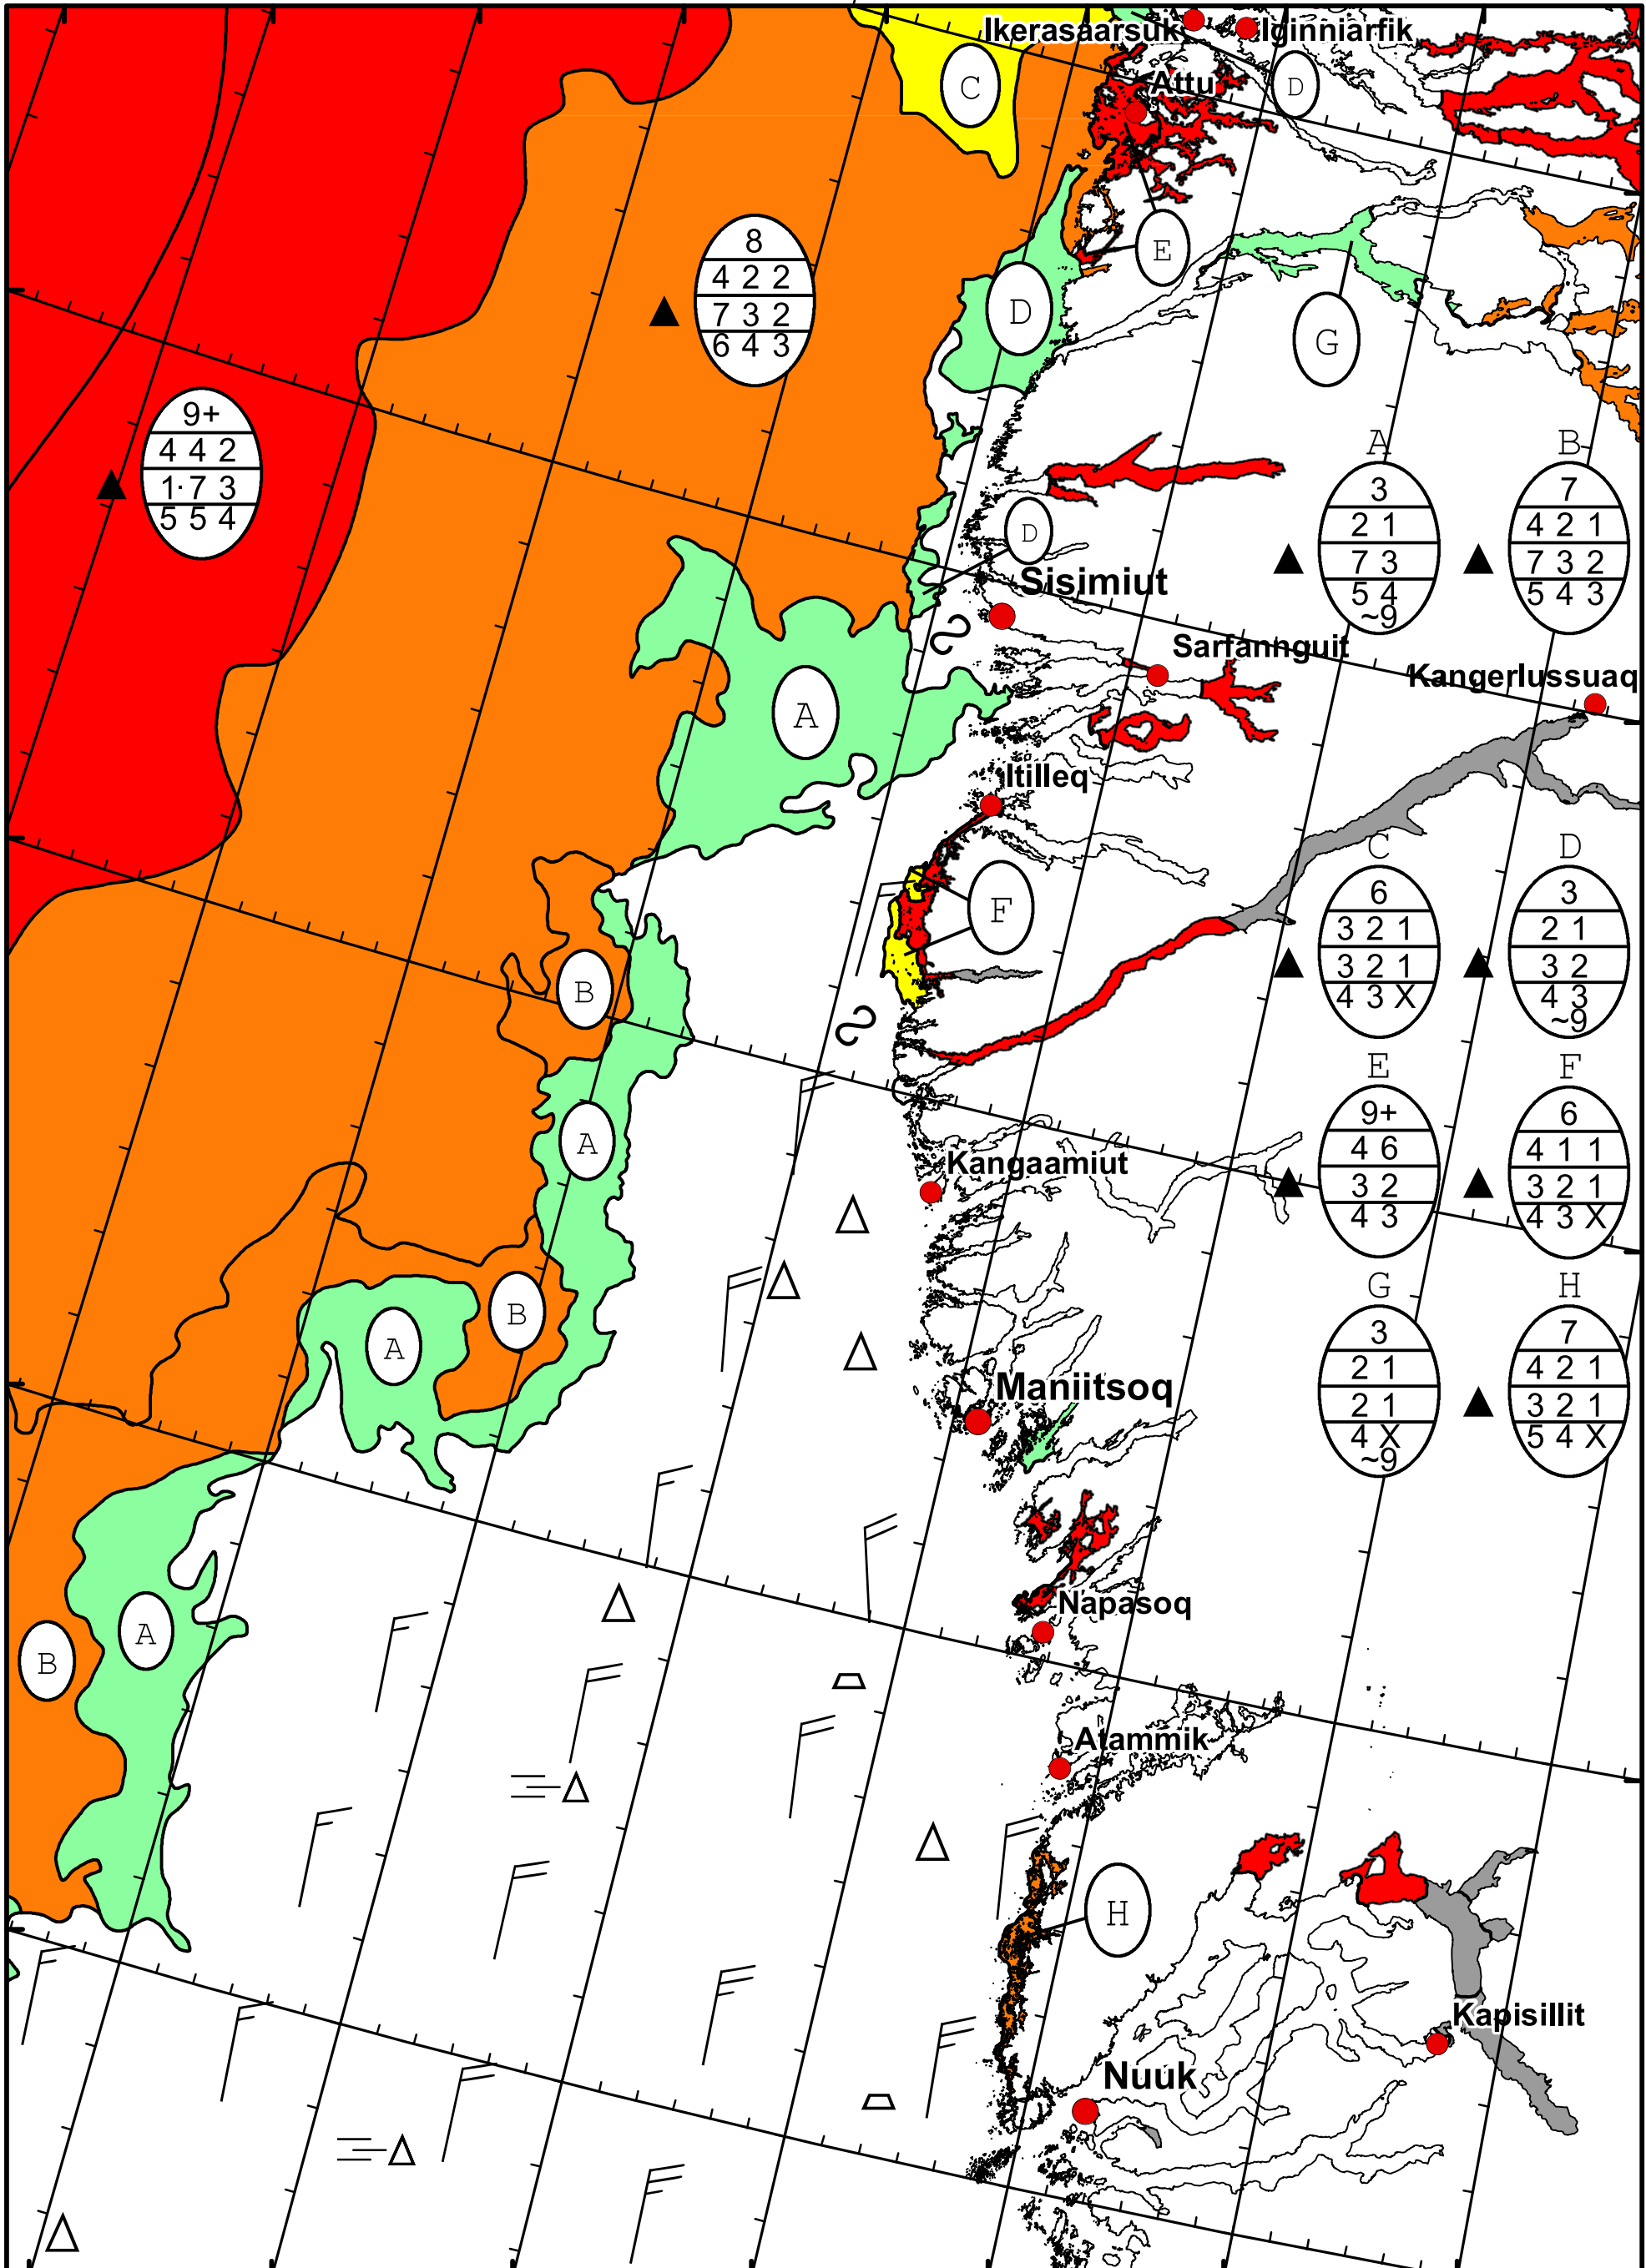 Ikerasaarsuk
Iginniarfik
C
Attu
D
8
4 2 2
7 3 2
6 4 3
E
D
G
9+
4 4 2
1· 7 3
5 5 4
A
3
2 1
7 3
5 4
~9
B
7
4 2 1
7 3 2
5 4 3
D
Sisimiut
Sarfannguit
Kangerlussuaq
A
Itilleq
F
B
C
6
3 2 1
3 2 1
4 3 X
D
3
2 1
3 2
4 3
~9
A
Kangaamiut
E
9+
4 6
3 2
4 3
F
6
4 1 1
3 2 1
4 3 X
B
A
Maniitsoq
G
3
2 1
2 1
4 X
~9
H
7
4 2 1
3 2 1
5 4 X
Napasoq
A
B
Atammik
H
Kapisillit
Nuuk